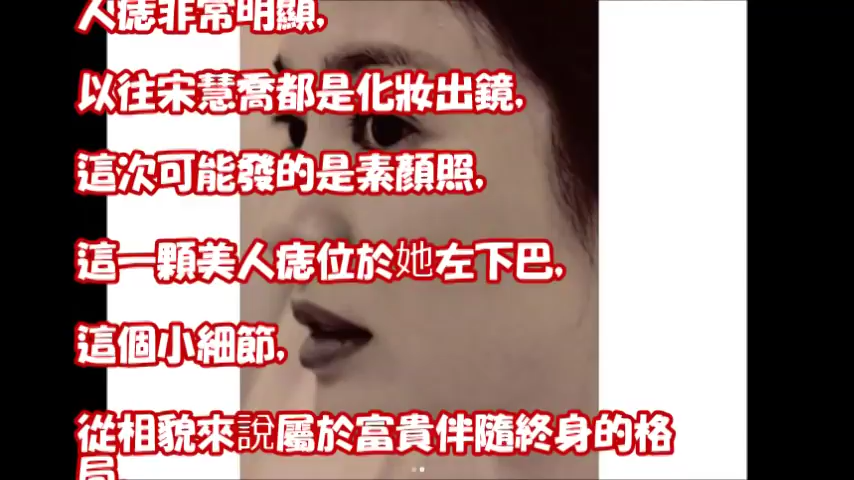 人痣非常明顯,
以往宋慧喬都是化妝出鏡,
這次可能發的是素顏照,
這一顆美人痣位於她左下巴,
這個小細節,
從相貌來說屬於富貴伴隨終身的格
局,